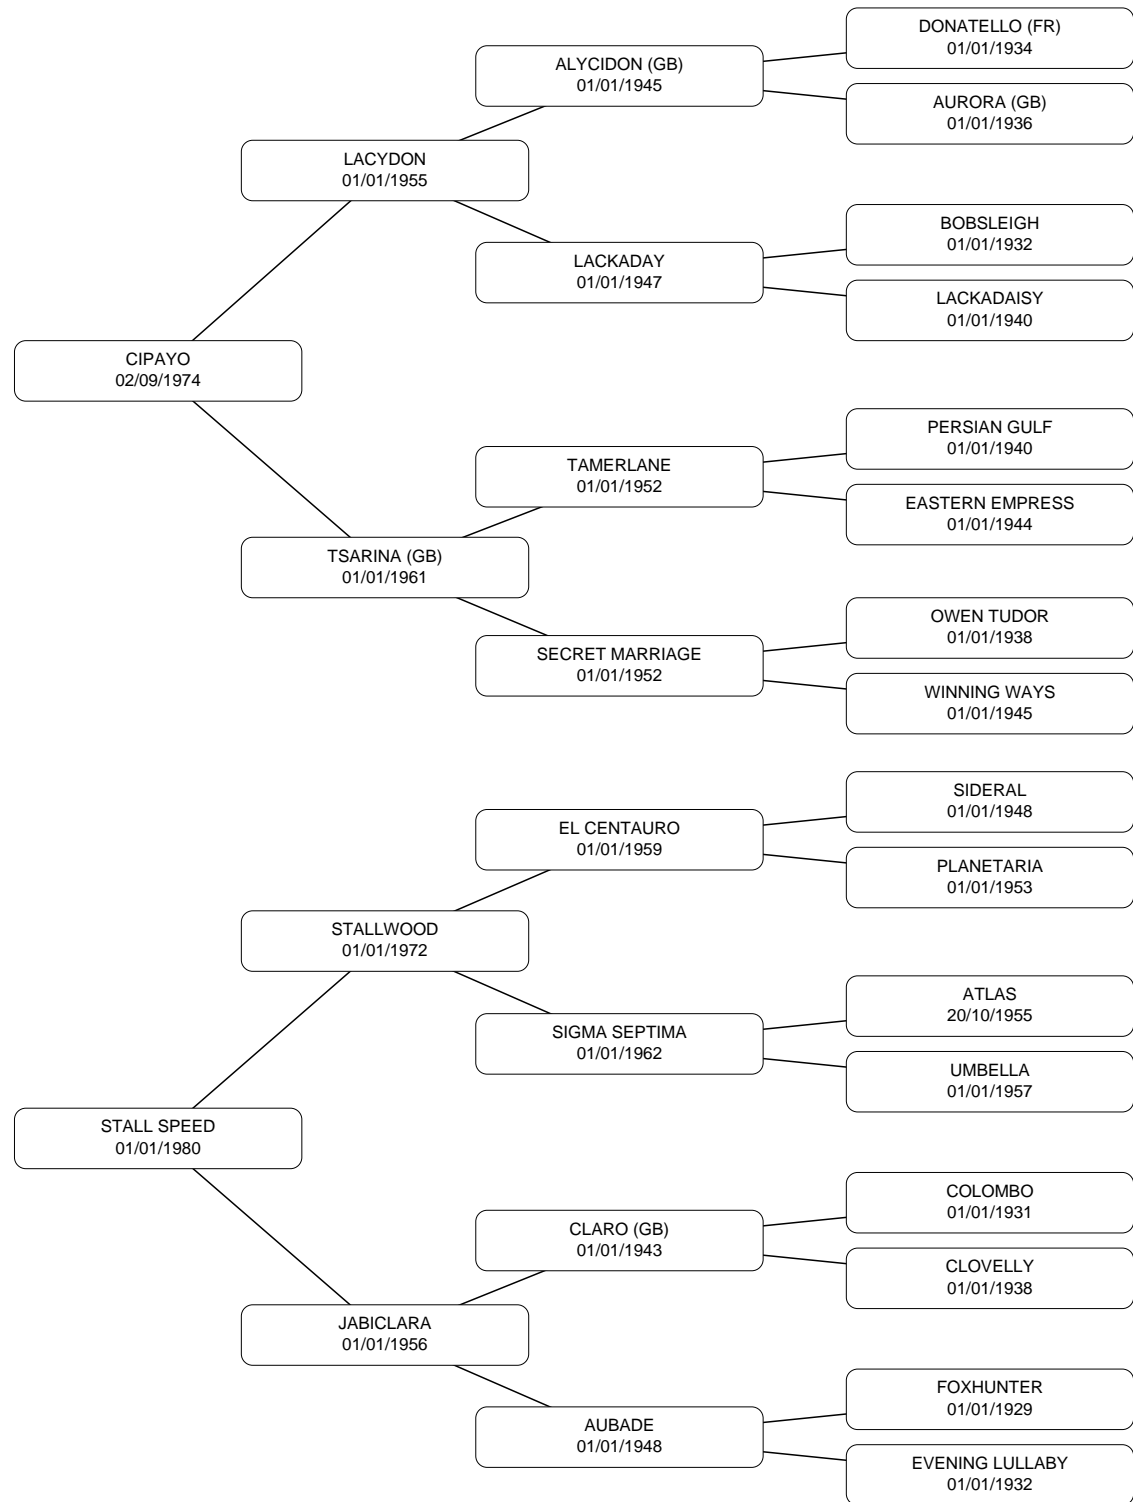 DONATELLO (FR)
01/01/1934
ALYCIDON (GB)
01/01/1945
AURORA (GB)
01/01/1936
LACYDON
01/01/1955
BOBSLEIGH
01/01/1932
LACKADAY
01/01/1947
LACKADAISY
01/01/1940
CIPAYO
02/09/1974
PERSIAN GULF
01/01/1940
TAMERLANE
01/01/1952
EASTERN EMPRESS
01/01/1944
TSARINA (GB)
01/01/1961
OWEN TUDOR
01/01/1938
SECRET MARRIAGE
01/01/1952
WINNING WAYS
01/01/1945
SIDERAL
01/01/1948
EL CENTAURO
01/01/1959
PLANETARIA
01/01/1953
STALLWOOD
01/01/1972
ATLAS
20/10/1955
SIGMA SEPTIMA
01/01/1962
UMBELLA
01/01/1957
STALL SPEED
01/01/1980
COLOMBO
01/01/1931
CLARO (GB)
01/01/1943
CLOVELLY
01/01/1938
JABICLARA
01/01/1956
FOXHUNTER
01/01/1929
AUBADE
01/01/1948
EVENING LULLABY
01/01/1932